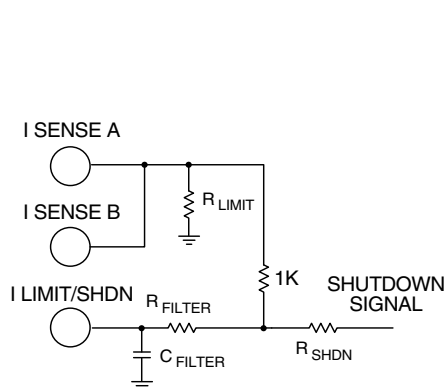 I SENSE A
R LIMIT
I SENSE B
1K
SHUTDOWN
SIGNAL
I LIMIT/SHDN
R FILTER
R SHDN
C FILTER